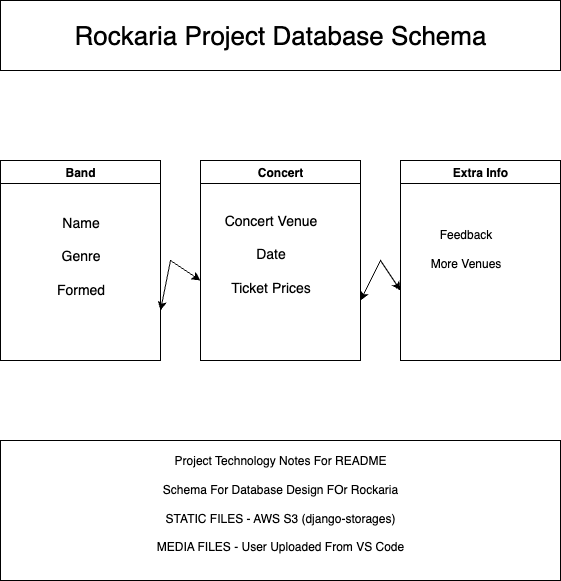 Rockaria Project Database Schema
Band
Name
Genre
Formed
Concert
Concert Venue
Date
Ticket Prices
Extra Info
Feedback
More Venues
Project Technology Notes For README
Schema For Database Design FOr Rockaria
STATIC FILES - AWS S3 (django-storages)
MEDIA FILES - User Uploaded From VS Code